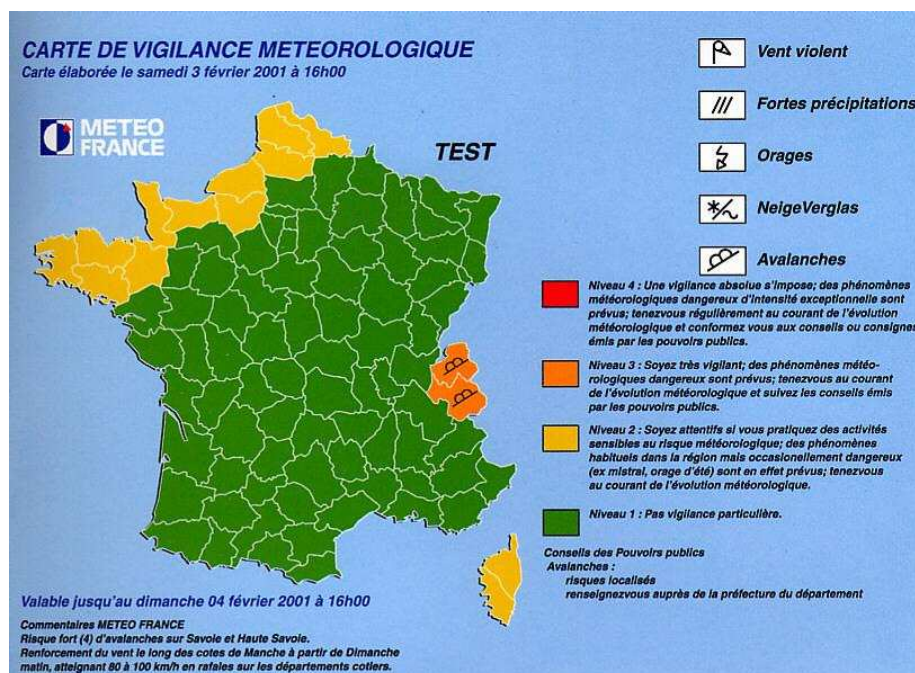 CARTE DE VIGILANCE METEOROLOGIQUE
Carte élaborée le samedi 3 février 2001 à 16h00
METEO
FRANCE
TEST
Vent violent
Fortes précipitations
Orages
NeigeVerglas
Avalanches
Niveau 4 : Une vigilance absolue s'impose; des phénomènes
météorologiques dangereux d'intensité exceptionnelle sont
prévus; tenezvous régulièrement au courant de l'évolution
météorologique et conformez vous aux conseils ou consignes
émis par les pouvoirs publics.
Niveau 3 : Soyez très vigilant; des phénomènes météo-
rologiques dangereux sont prévus; tenezvous au courant
de l'évolution météorologique et suivez les conseils émis
par les pouvoirs publics.
Niveau 2 : Soyez attentifs si vous pratiquez des activités
sensibles au risque météorologique; des phénomènes
habituels dans la région mais occasionellement dangereux
(ex mistral, orage d'été) sont en effet prévus; tenezvous
au courant de l'évolution météorologique.
Niveau 1 : Pas vigilance particulière.
Conseils des Pouvoirs publics
Avalanches :
risques localisés
renseignezvous auprès de la préfecture du département
Valable jusqu'au dimanche 04 février 2001 à 16h00
Commentaires METEO FRANCE
Risque fort (4) d'avalanches sur Savoie et Haute Savoie.
Renforcement du vent le long des cotes de Manche à partir de Dimanche
matin, atteignant 80 à 100 km/h en rafales sur les départements cotiers.